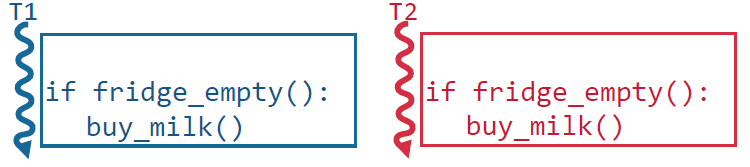 T1
if fridge_empty():
buy_milk()
T2
if fridge_empty():
buy_milk()